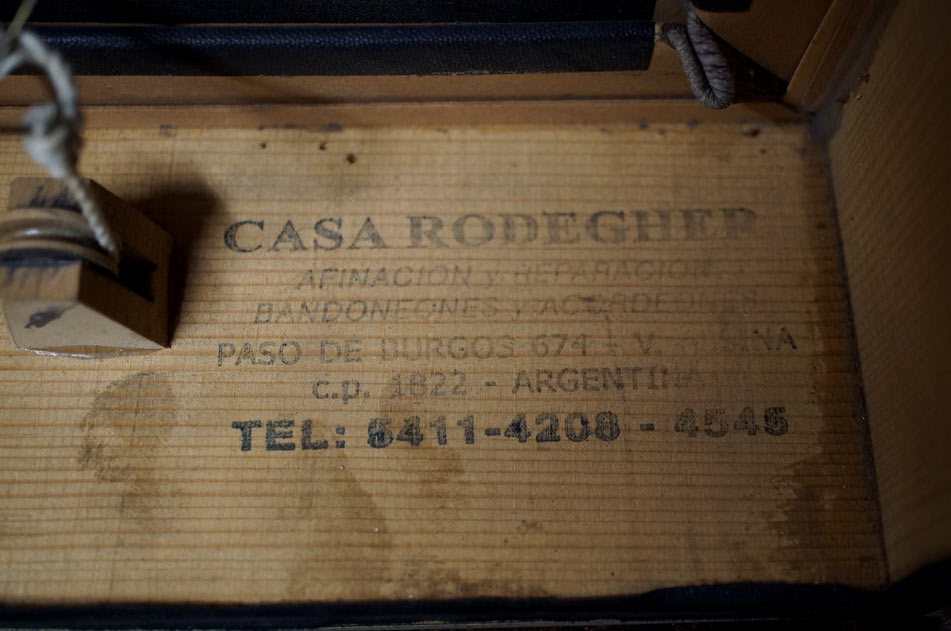 CASA RODEGHER
AFINACION y REPARACION
BANDONEONES Y ACORDEONES
PASO DE BURGOS 674 - V.
c.p. 1822 - ARGENTINA
TEL: 5411-4208 - 4545